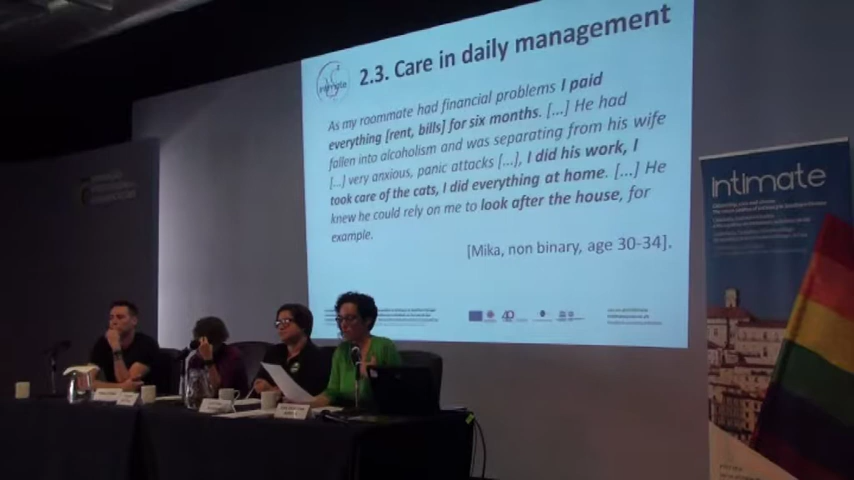 2.3. Care in daily management
As my roommate had financial problems I paid
everything [rent, bills] for six months. [...] He had
fallen into alcoholism and was separating from his wife
[...] very anxious, panic attacks [...], I did his work, I
took care of the cats, I did everything at home. [...] He
knew he could rely on me to look after the house, for
example.
[Mika, non binary, age 30-34].
Intimate